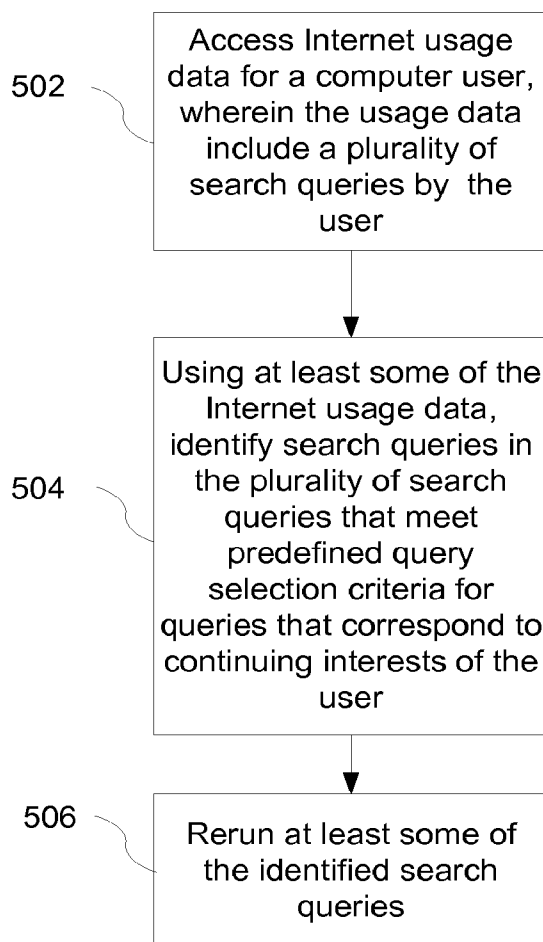 502
Access Internet usage
data for a computer user,
wherein the usage data
include a plurality of
search queries by the
user
504
Using at least some of the
Internet usage data,
identify search queries in
the plurality of search
queries that meet
predefined query
selection criteria for
queries that correspond to
continuing interests of the
user
506
Rerun at least some of
the identified search
queries